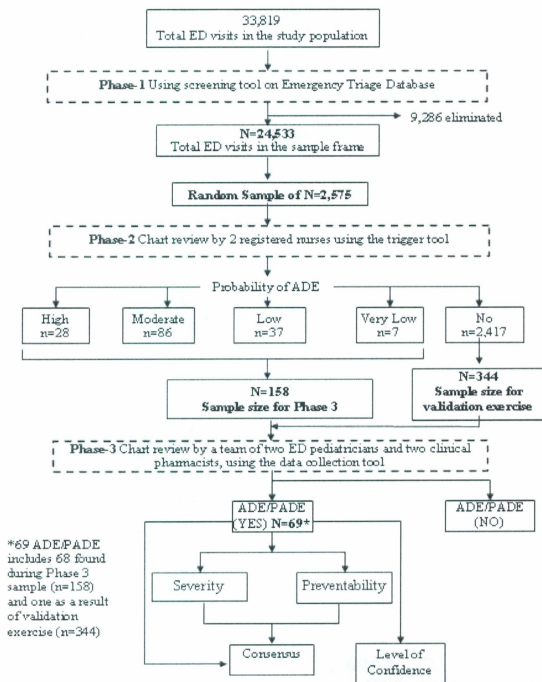 33,819
Total ED visits in the study population
Phase-1 Using screening tool on Emergency Triage Database
9,286 eliminated
N=24,533
Total ED visits in the sample frame
Random Sample of N=2,575
Phase-2 Chart review by 2 registered nurses using the trigger tool
Probability of ADE
High
n=28
Moderate
n=86
Low
n=37
Very Low
n=7
No
n=2,417
N=158
Sample size for Phase 3
N=344
Sample size for
validation exercise
Phase-3 Chart review by a team of two ED pediatricians and two clinical
pharmacists, using the data collection tool
ADE/PADE
(YES) N=69*
ADE/PADE
(NO)
*69 ADE/PADE
includes 68 found
during Phase 3
sample (n=158)
and one as a result
of validation
exercise (n=344)
Severity
Preventability
Consensus
Level of
Confidence